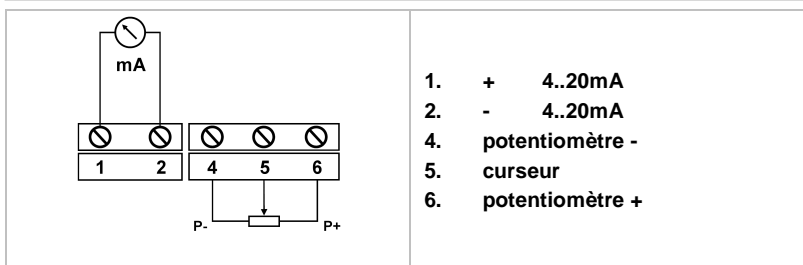 mA
1 2 4 5 6
P- P+
1. + 4..20mA
2. - 4..20mA
4. potentiomètre -
5. curseur
6. potentiomètre +